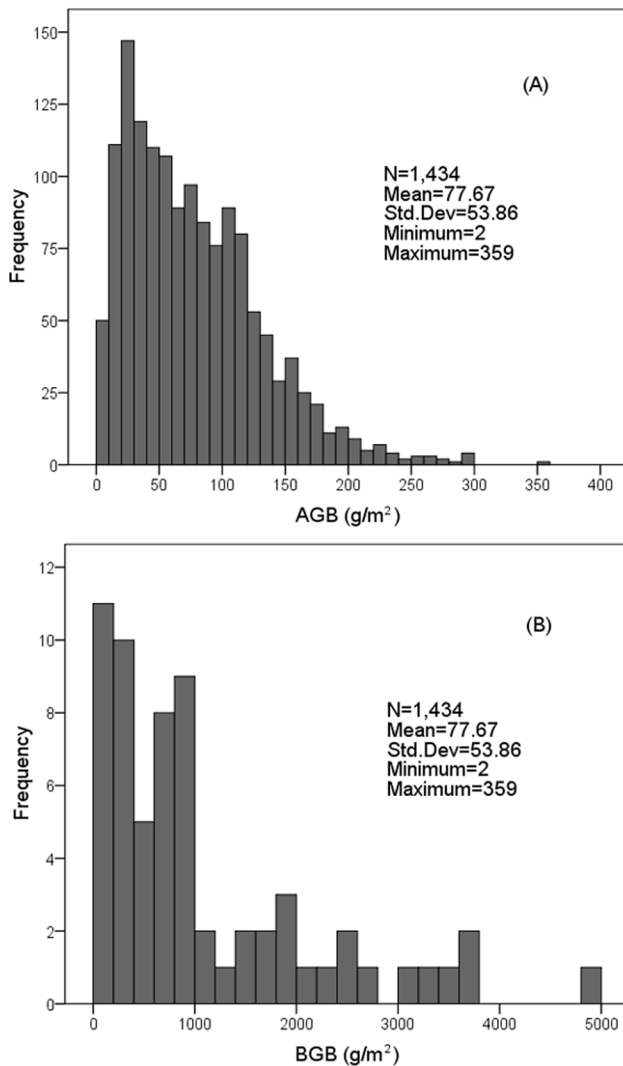 150
125
100
75
50
25
0
Frequency
(A)
N=1,434
Mean=77.67
Std.Dev=53.86
Minimum=2
Maximum=359
0 50 100 150 200 250 300 350 400
AGB (g/m²)
12
10
8
6
4
2
0
Frequency
(B)
N=1,434
Mean=77.67
Std.Dev=53.86
Minimum=2
Maximum=359
0 1000 2000 3000 4000 5000
BGB (g/m²)